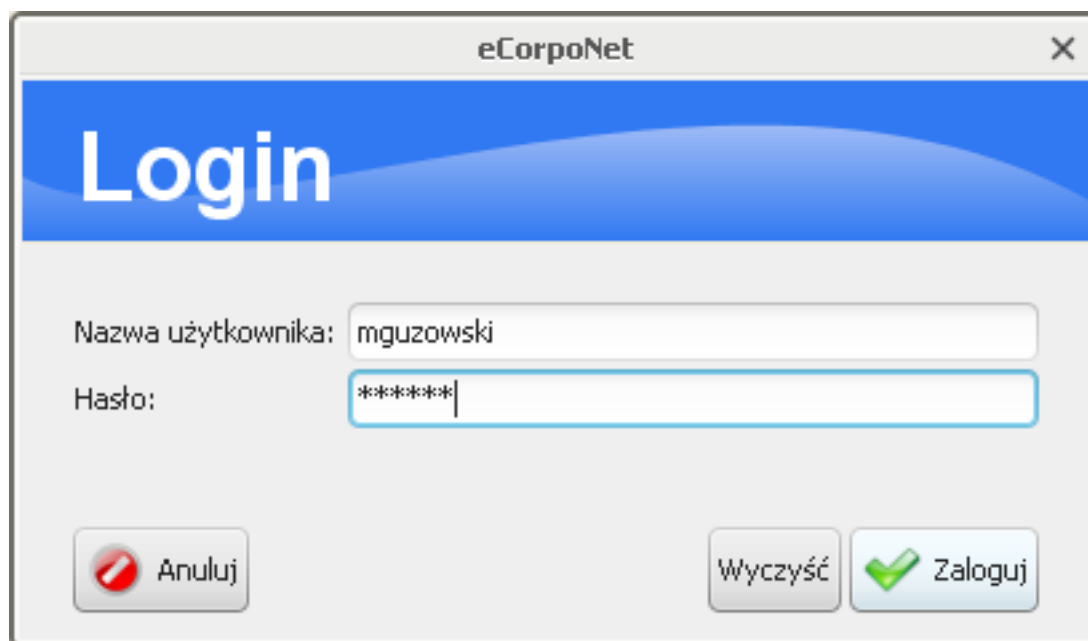 eCorpoNet
Login
Nazwa użytkownika: mguzowski
Hasło: ******
Anuluj Wyczyść Zaloguj